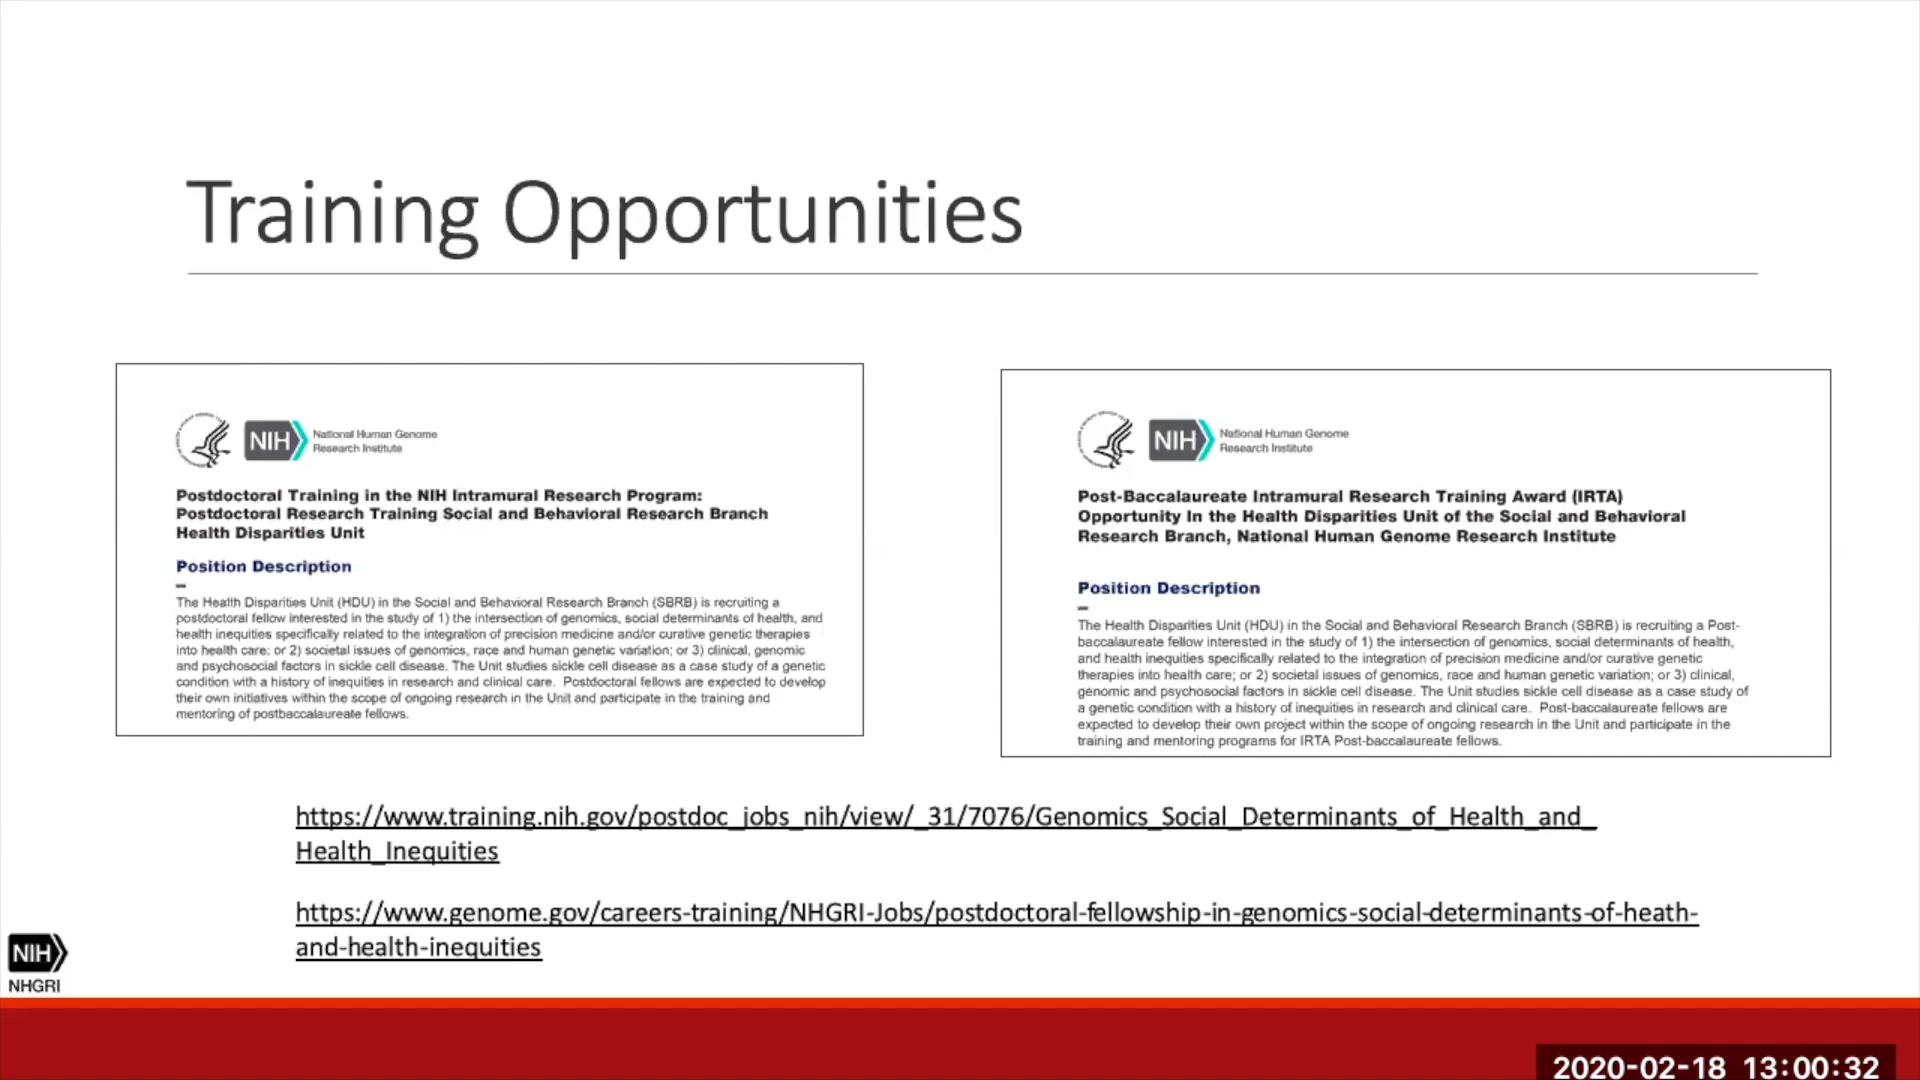 Training Opportunities
NIH
National Human Genome
Research Institute
Postdoctoral Training in the NIH Intramural Research Program:
Postdoctoral Research Training Social and Behavioral Research Branch
Health Disparities Unit
Position Description
The Health Disparities Unit (HDU) in the Social and Behavioral Research Branch (SBRB) is recruiting a
postdoctoral fellow interested in the study of 1) the intersection of genomics, social determinants of health, and
health inequities specifically related to the integration of precision medicine and/or curative genetic therapies
into health care; or 2) societal issues of genomics, race and human genetic variation; or 3) clinical, genomic
and psychosocial factors in sickle cell disease. The Unit studies sickle cell disease as a case study of a genetic
condition with a history of inequities in research and clinical care.  Postdoctoral fellows are expected to develop
their own initiatives within the scope of ongoing research in the Unit and participate in the training and
mentoring of postbaccalaureate fellows.
NIH
National Human Genome
Research Institute
Post-Baccalaureate Intramural Research Training Award (IRTA)
Opportunity In the Health Disparities Unit of the Social and Behavioral
Research Branch, National Human Genome Research Institute
Position Description
The Health Disparities Unit (HDU) in the Social and Behavioral Research Branch (SBRB) is recruiting a Post-
baccalaureate fellow interested in the study of 1) the intersection of genomics, social determinants of health,
and health inequities specifically related to the integration of precision medicine and/or curative genetic
therapies into health care; or 2) societal issues of genomics, race and human genetic variation; or 3) clinical,
genomic and psychosocial factors in sickle cell disease. The Unit studies sickle cell disease as a case study of
a genetic condition with a history of inequities in research and clinical care.  Post-baccalaureate fellows are
expected to develop their own project within the scope of ongoing research in the Unit and participate in the
training and mentoring programs for IRTA Post-baccalaureate fellows.
https://www.training.nih.gov/postdoc_jobs_nih/view/_31/7076/Genomics_Social_Determinants_of_Health_and_
Health_Inequities
https://www.genome.gov/careers-training/NHGRI-Jobs/postdoctoral-fellowship-in-genomics-social-determinants-of-heath-
and-health-inequities
NIH
NHGRI
2020-02-18 13:00:32